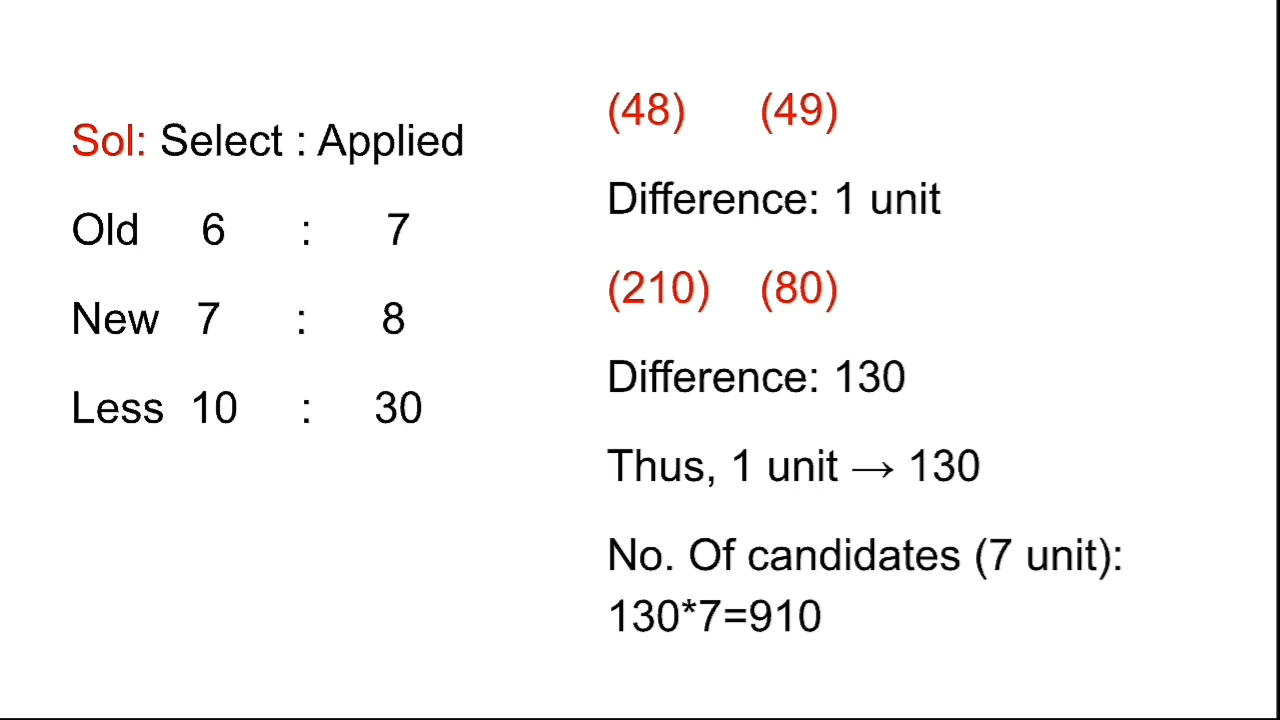 Sol: Select : Applied
Old 6 : 7
New 7 : 8
Less 10 : 30
(48) (49)
Difference: 1 unit
(210) (80)
Difference: 130
Thus, 1 unit → 130
No. Of candidates (7 unit):
130*7=910